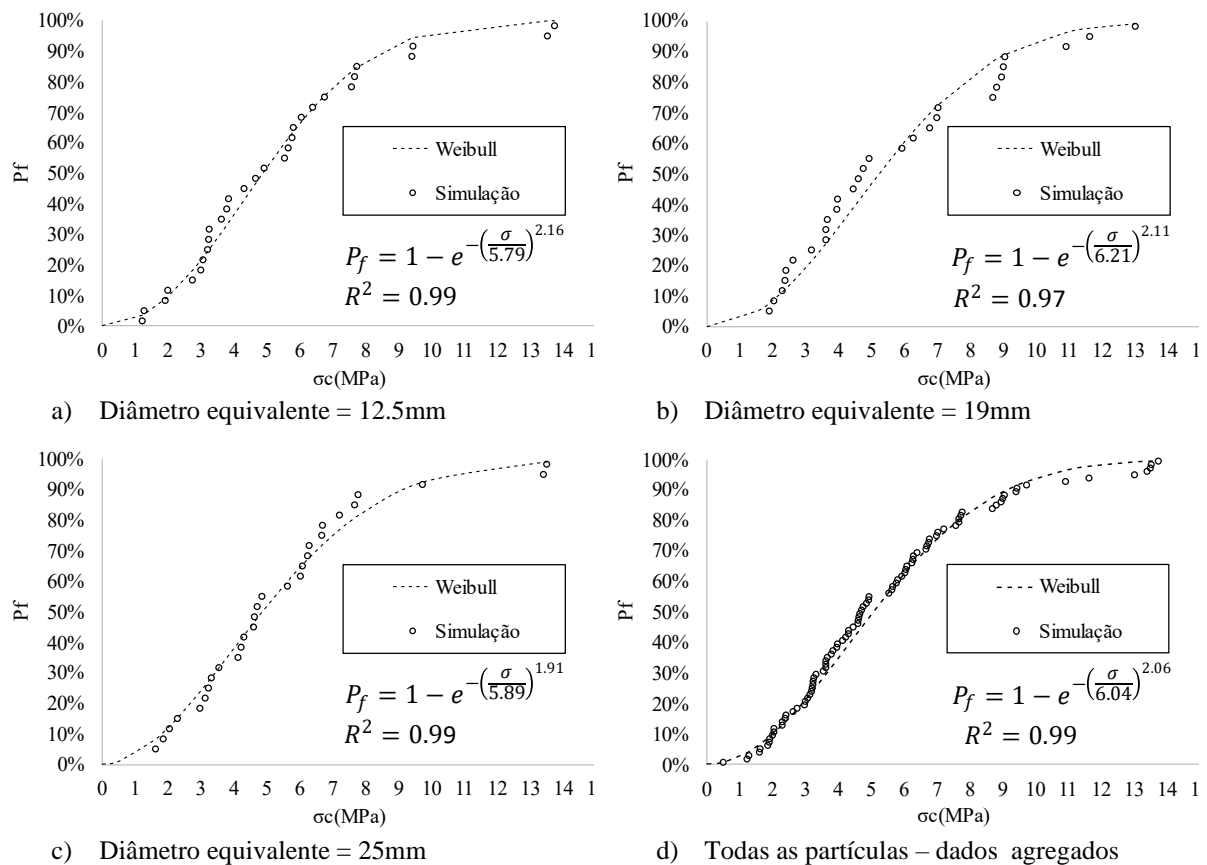 100%
90%
80%
70%
60%
50%
40%
30%
20%
10%
0%
Pf
Weibull
Simulação
P_f = 1 − e^{−(σ/5.79)^{2.16}}
R² = 0.99
0 1 2 3 4 5 6 7 8 9 10 11 12 13 14 1
σc(MPa)
a) Diâmetro equivalente = 12.5mm
100%
90%
80%
70%
60%
50%
40%
30%
20%
10%
0%
Pf
Weibull
Simulação
P_f = 1 − e^{−(σ/6.21)^{2.11}}
R² = 0.97
0 1 2 3 4 5 6 7 8 9 10 11 12 13 14 1
σc(MPa)
b) Diâmetro equivalente = 19mm
100%
90%
80%
70%
60%
50%
40%
30%
20%
10%
0%
Pf
Weibull
Simulação
P_f = 1 − e^{−(σ/5.89)^{1.91}}
R² = 0.99
0 1 2 3 4 5 6 7 8 9 10 11 12 13 14 1
σc(MPa)
c) Diâmetro equivalente = 25mm
100%
90%
80%
70%
60%
50%
40%
30%
20%
10%
0%
Pf
Weibull
Simulação
P_f = 1 − e^{−(σ/6.04)^{2.06}}
R² = 0.99
0 1 2 3 4 5 6 7 8 9 10 11 12 13 14 1
σc(MPa)
d) Todas as partículas – dados agregados